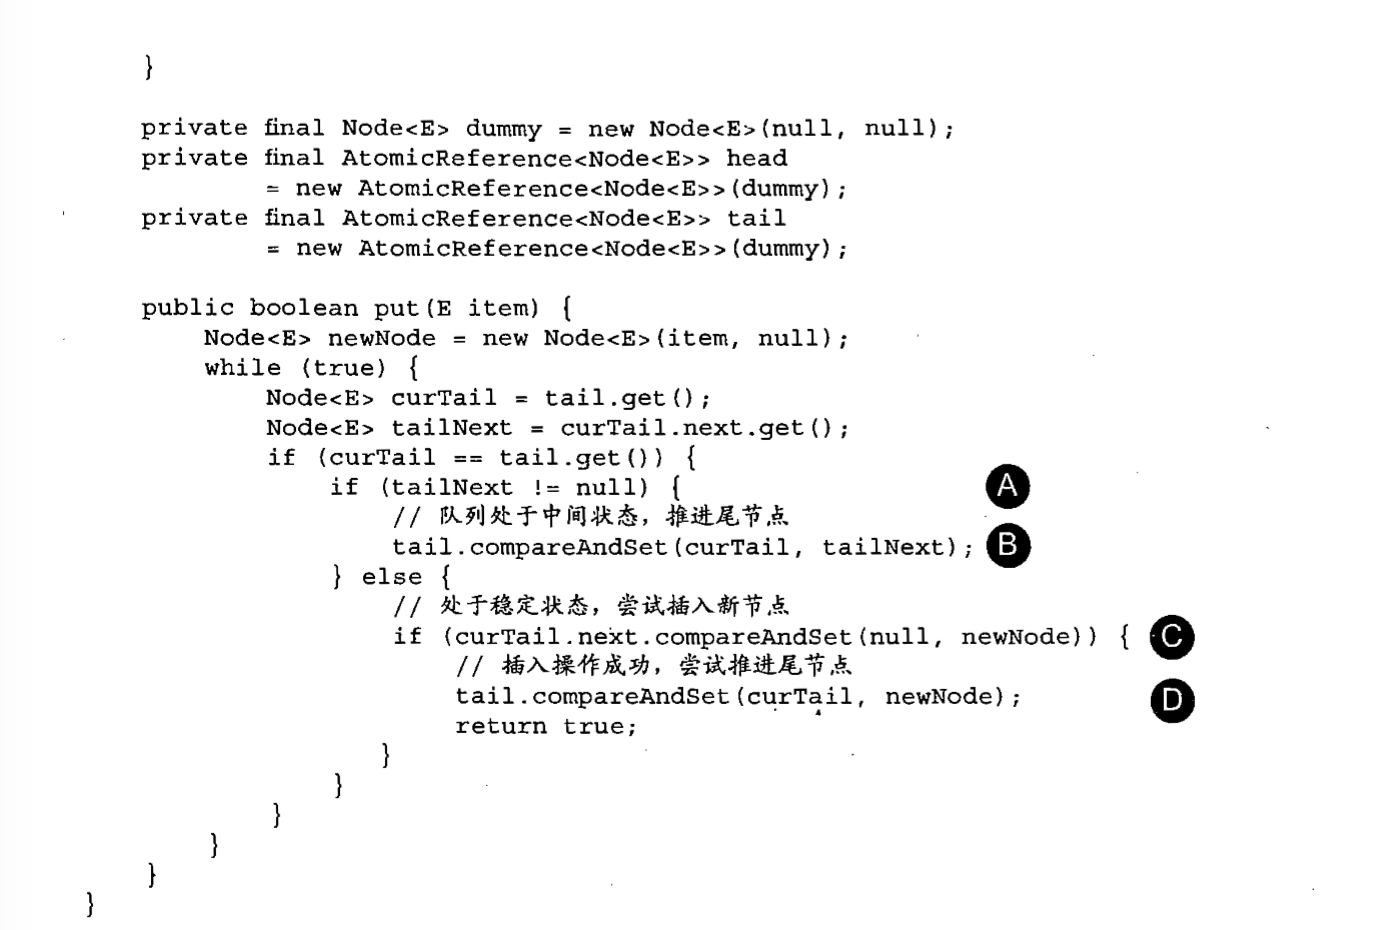 }
private final Node<E> dummy = new Node<E>(null, null);
private final AtomicReference<Node<E>> head
= new AtomicReference<Node<E>>(dummy);
private final AtomicReference<Node<E>> tail
= new AtomicReference<Node<E>>(dummy);
public boolean put(E item) {
Node<E> newNode = new Node<E>(item, null);
while (true) {
Node<E> curTail = tail.get();
Node<E> tailNext = curTail.next.get();
if (curTail == tail.get()) {
if (tailNext != null) { A
// 队列处于中间状态，推进尾节点
tail.compareAndSet(curTail, tailNext); B
} else {
// 处于稳定状态，尝试插入新节点
if (curTail.next.compareAndSet(null, newNode)) { C
// 插入操作成功，尝试推进尾节点
tail.compareAndSet(curTail, newNode); D
return true;
}
}
}
}
}
}